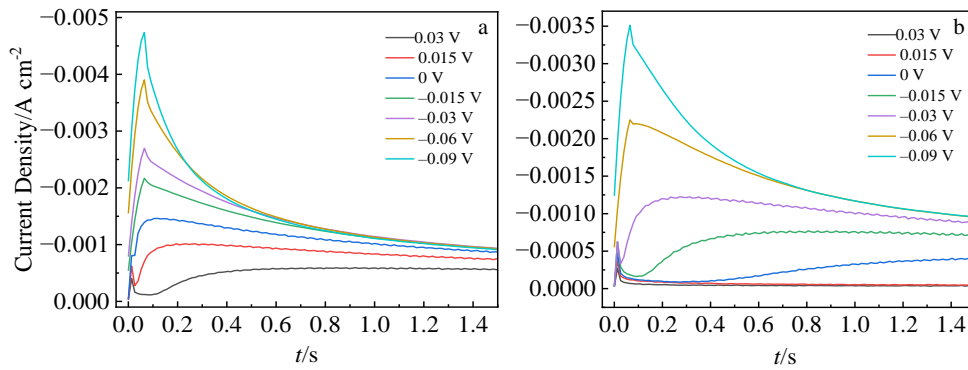 a
−0.005
−0.004
−0.003
−0.002
−0.001
0.000
Current Density/A cm⁻²
0.03 V
0.015 V
0 V
–0.015 V
–0.03 V
–0.06 V
–0.09 V
0.0 0.2 0.4 0.6 0.8 1.0 1.2 1.4
t/s
b
−0.0035
−0.0030
−0.0025
−0.0020
−0.0015
−0.0010
−0.0005
0.0000
0.03 V
0.015 V
0 V
–0.015 V
–0.03 V
–0.06 V
–0.09 V
0.0 0.2 0.4 0.6 0.8 1.0 1.2 1.4
t/s